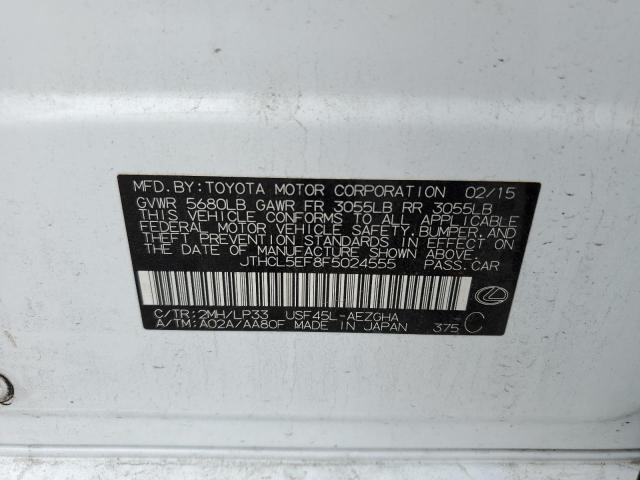 MFD. BY: TOYOTA MOTOR CORPORATION 02/15
GVWR 5680LB GAWR FR 3055LB RR 3055LB
THIS VEHICLE CONFORMS TO ALL APPLICABLE
FEDERAL MOTOR VEHICLE SAFETY, BUMPER, AND
THEFT PREVENTION STANDARDS IN EFFECT ON
THE DATE OF MANUFACTURE SHOWN ABOVE.
JTHCL5EF8F5024555 PASS. CAR
C/TR: 2MH/LP33 USF45L-AEZGHA
A/TM: A02A/AA80F MADE IN JAPAN 375 C